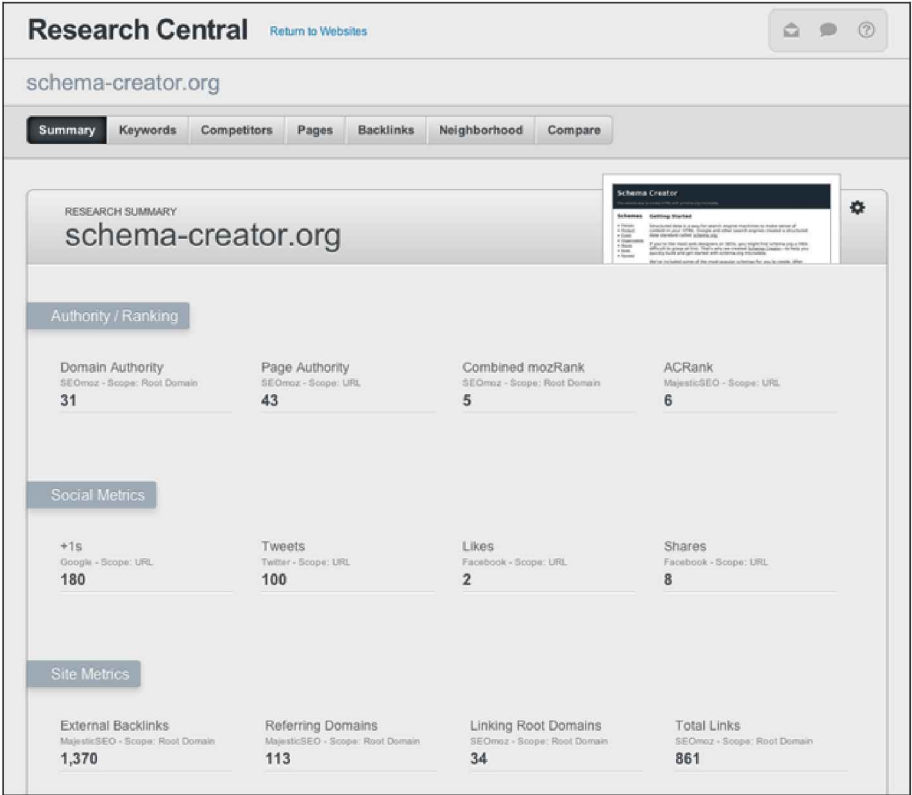 Research Central Return to Websites
schema-creator.org
Summary Keywords Competitors Pages Backlinks Neighborhood Compare
RESEARCH SUMMARY
schema-creator.org
Schema Creator
Schemas Getting Started
Authority / Ranking
Domain Authority Page Authority Combined mozRank ACRank
SEOmoz - Scope: Root Domain SEOmoz - Scope: URL SEOmoz - Scope: Root Domain MajesticSEO - Scope: URL
31 43 5 6
Social Metrics
+1s Tweets Likes Shares
Google - Scope: URL Twitter - Scope: URL Facebook - Scope: URL Facebook - Scope: URL
180 100 2 8
Site Metrics
External Backlinks Referring Domains Linking Root Domains Total Links
MajesticSEO - Scope: Root Domain MajesticSEO - Scope: Root Domain SEOmoz - Scope: Root Domain SEOmoz - Scope: Root Domain
1,370 113 34 861